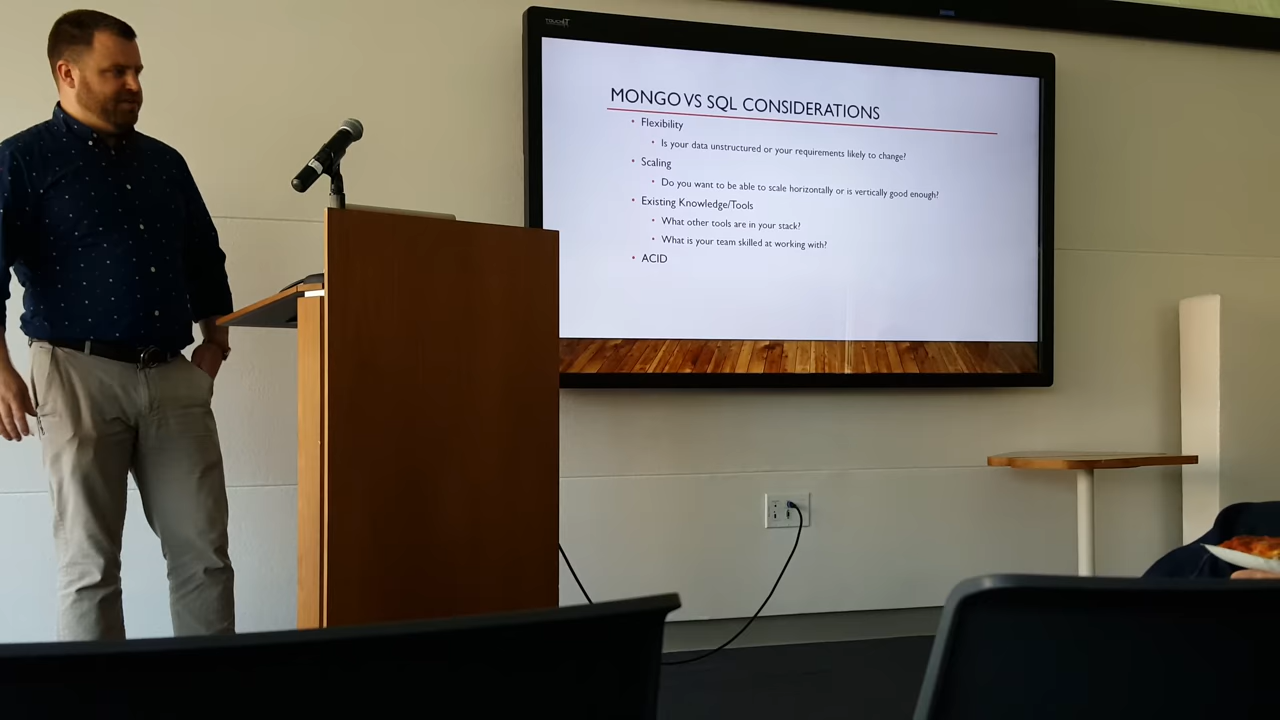 TOUCHIT
MONGO VS SQL CONSIDERATIONS
• Flexibility
• Is your data unstructured or your requirements likely to change?
• Scaling
• Do you want to be able to scale horizontally or is vertically good enough?
• Existing Knowledge/Tools
• What other tools are in your stack?
• What is your team skilled at working with?
• ACID